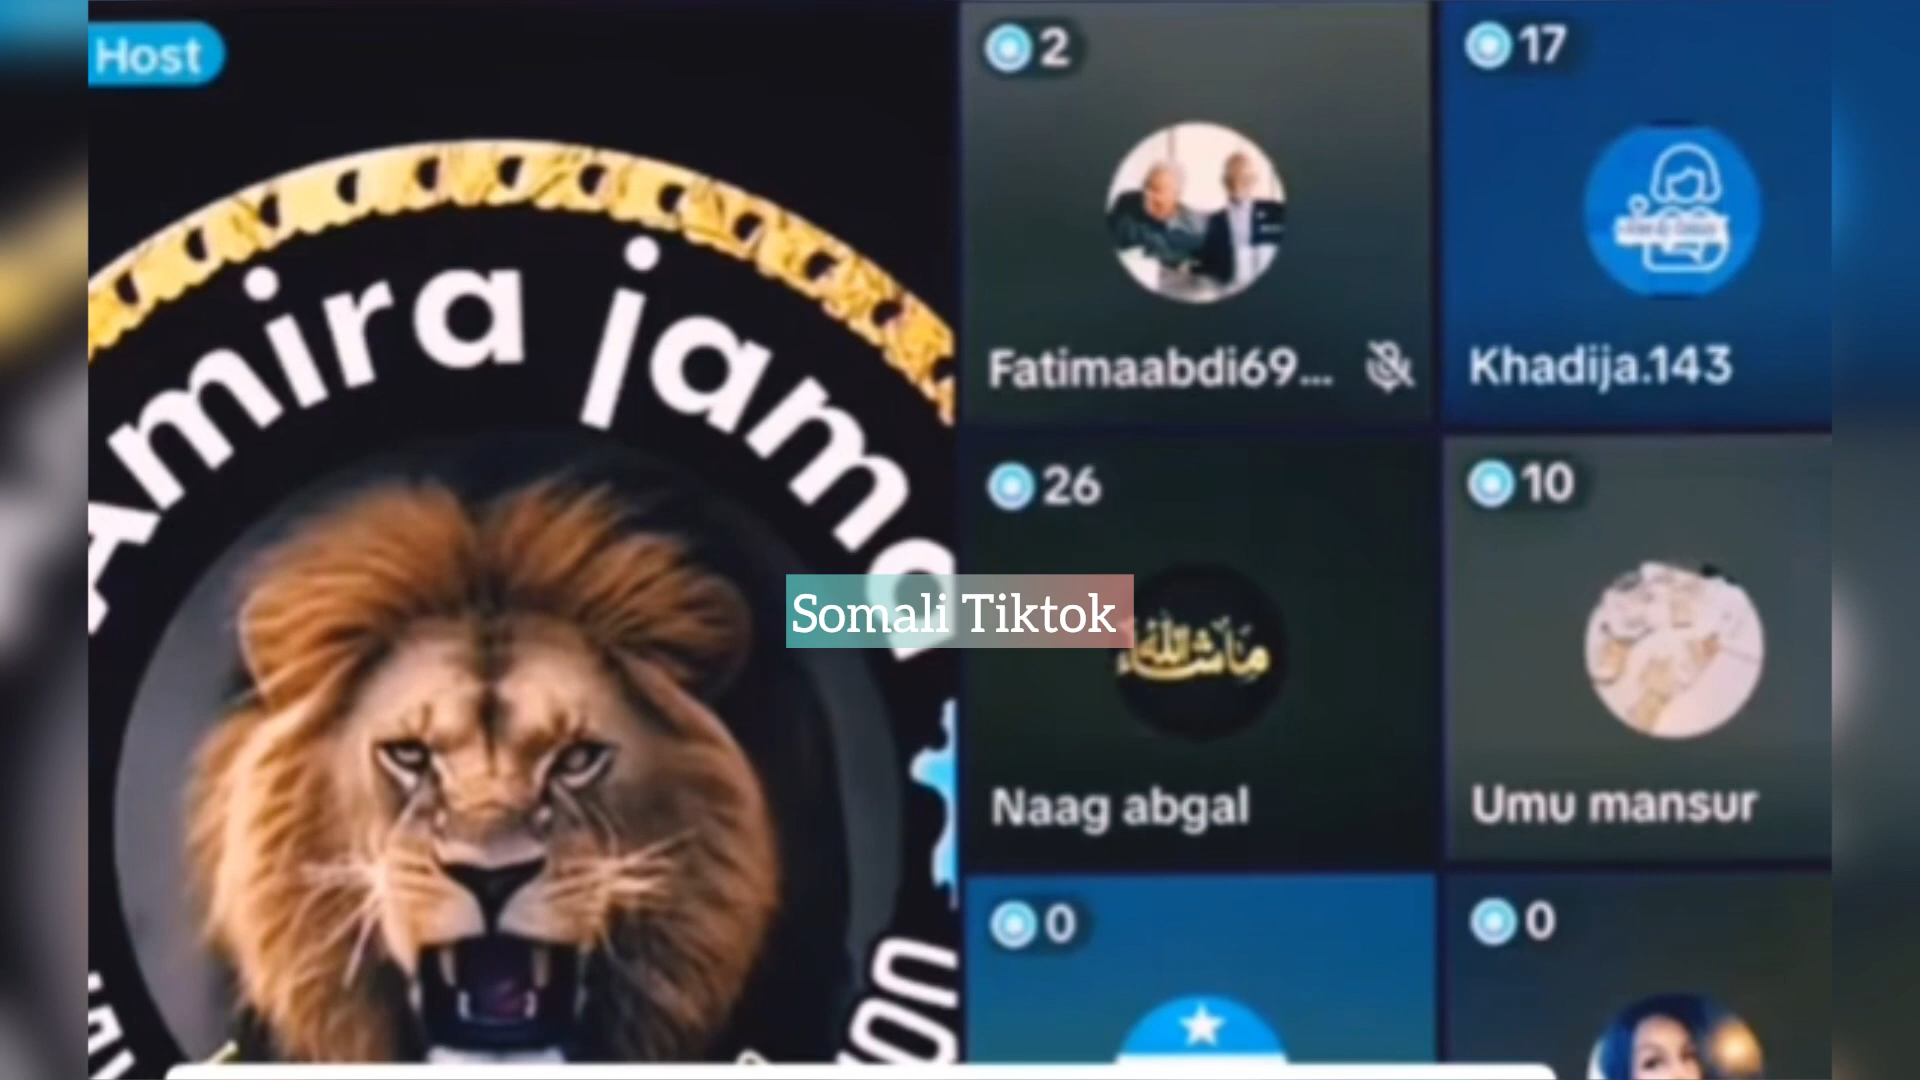 Host
Amira jama
2
Fatimaabdi69...
17
Khadija.143
26
ماشاءالله
Naag abgal
10
Umu mansur
0
0
Somali Tiktok